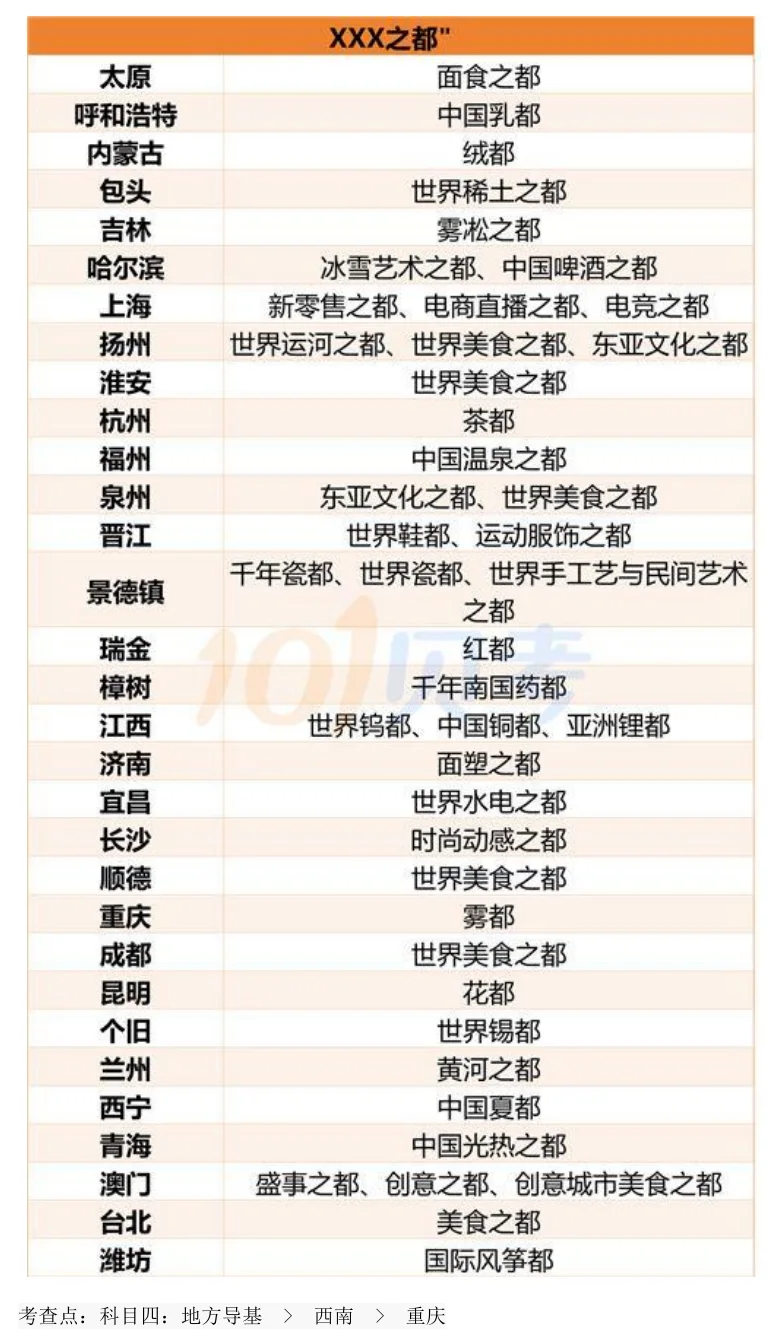 XXX之都"
太原 面食之都
呼和浩特 中国乳都
内蒙古 绒都
包头 世界稀土之都
吉林 雾凇之都
哈尔滨 冰雪艺术之都、中国啤酒之都
上海 新零售之都、电商直播之都、电竞之都
扬州 世界运河之都、世界美食之都、东亚文化之都
淮安 世界美食之都
杭州 茶都
福州 中国温泉之都
泉州 东亚文化之都、世界美食之都
晋江 世界鞋都、运动服饰之都
景德镇 千年瓷都、世界瓷都、世界手工艺与民间艺术
之都
瑞金 红都
樟树 千年南国药都
江西 世界钨都、中国铜都、亚洲锂都
济南 面塑之都
宜昌 世界水电之都
长沙 时尚动感之都
顺德 世界美食之都
重庆 雾都
成都 世界美食之都
昆明 花都
个旧 世界锡都
兰州 黄河之都
西宁 中国夏都
青海 中国光热之都
澳门 盛事之都、创意之都、创意城市美食之都
台北 美食之都
潍坊 国际风筝都
101贝考
考查点：科目四：地方导基 > 西南 > 重庆